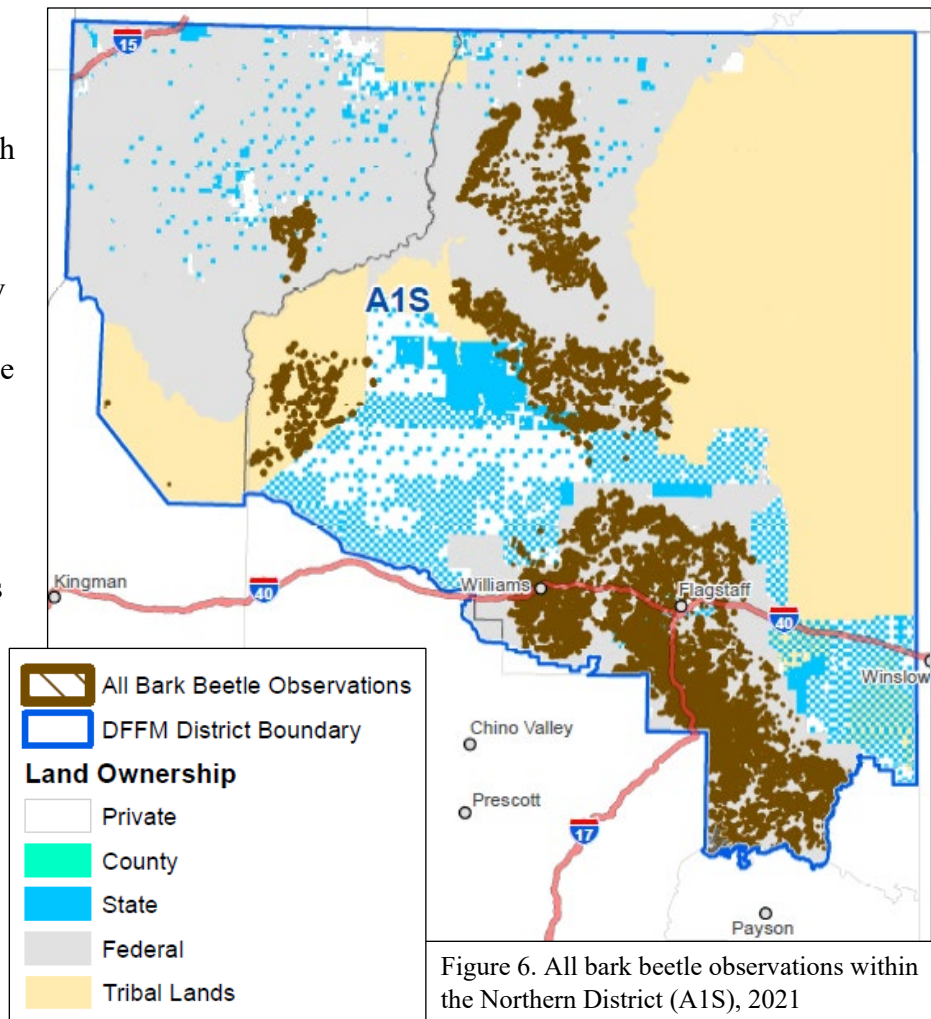 15
h
y
A1S
e
s
Kingman
40
Williams
Flagstaff
40
Winslow
All Bark Beetle Observations
DFFM District Boundary
Land Ownership
Private
County
State
Federal
Tribal Lands
Chino Valley
Prescott
17
Payson
Figure 6. All bark beetle observations within
the Northern District (A1S), 2021